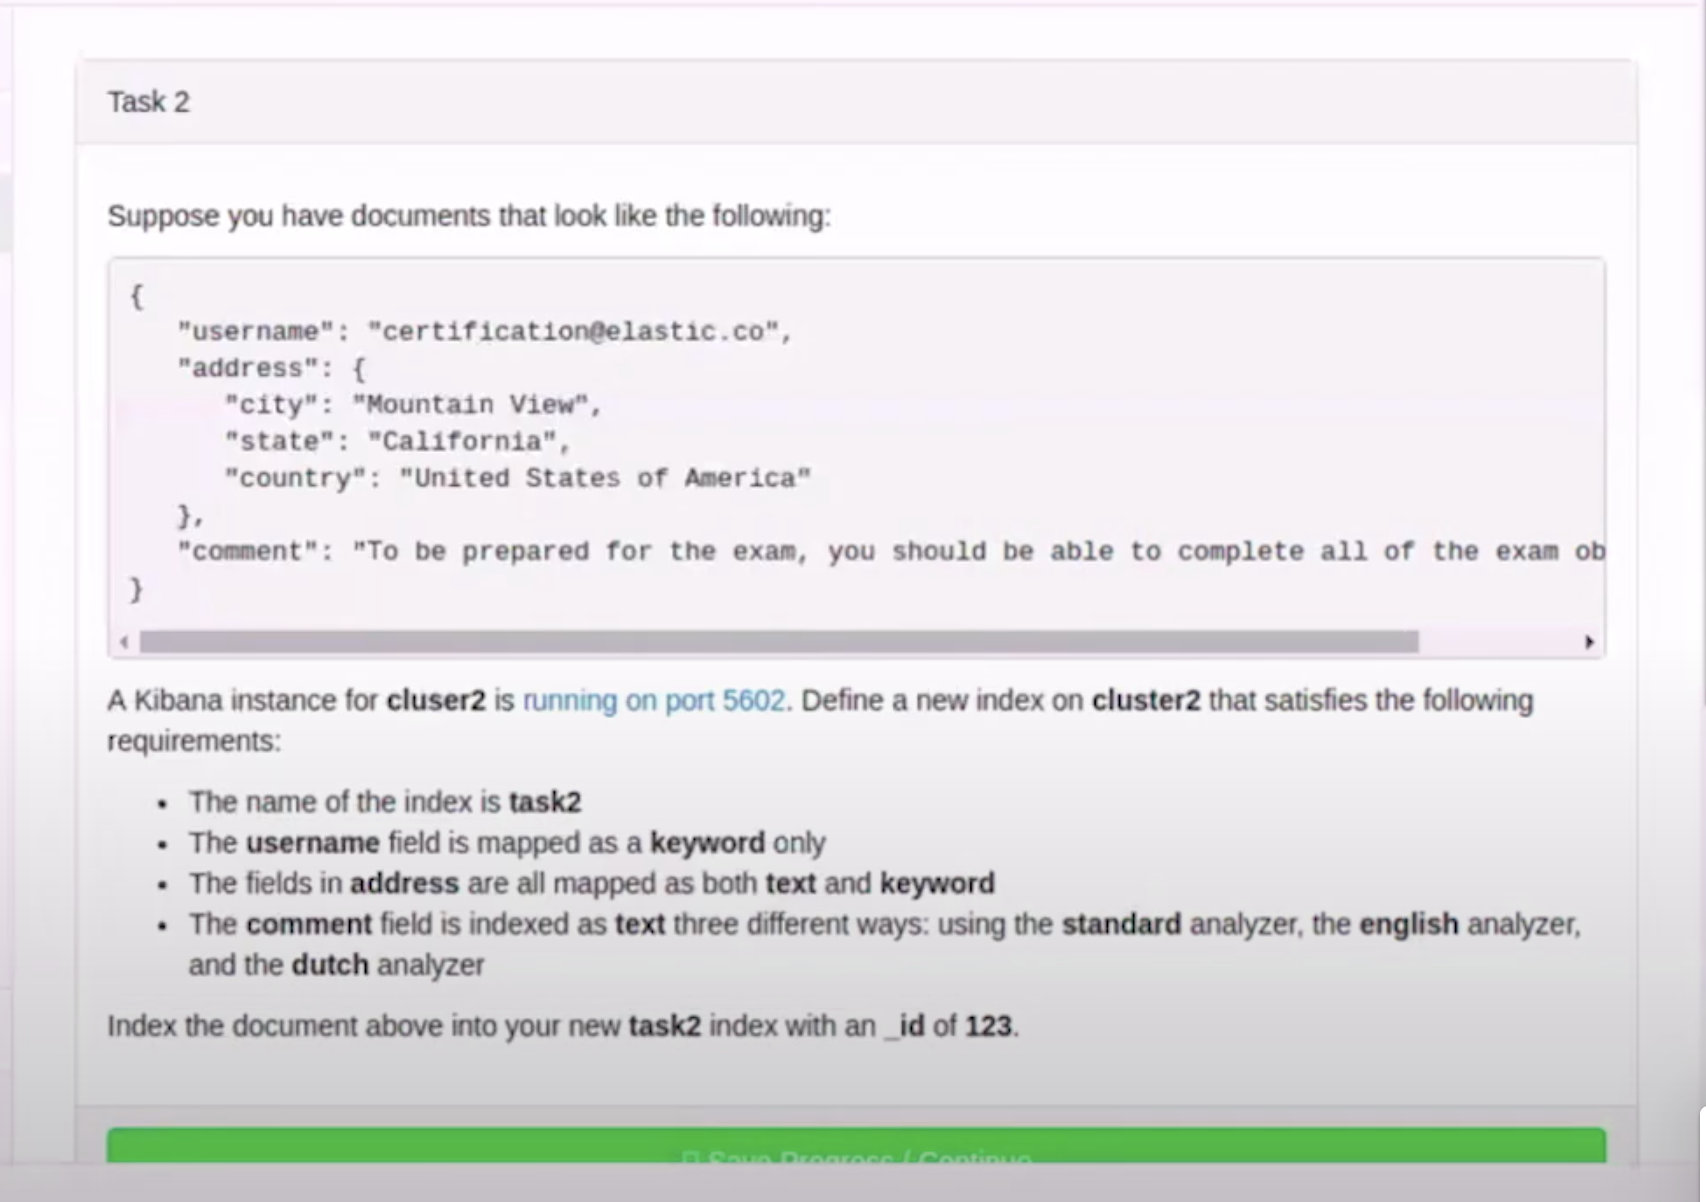 Task 2
Suppose you have documents that look like the following:
{
"username": "certification@elastic.co",
"address": {
"city": "Mountain View",
"state": "California",
"country": "United States of America"
},
"comment": "To be prepared for the exam, you should be able to complete all of the exam ob
}
A Kibana instance for cluser2 is running on port 5602. Define a new index on cluster2 that satisfies the following
requirements:
• The name of the index is task2
• The username field is mapped as a keyword only
• The fields in address are all mapped as both text and keyword
• The comment field is indexed as text three different ways: using the standard analyzer, the english analyzer,
and the dutch analyzer
Index the document above into your new task2 index with an _id of 123.
Save Progress / Continue